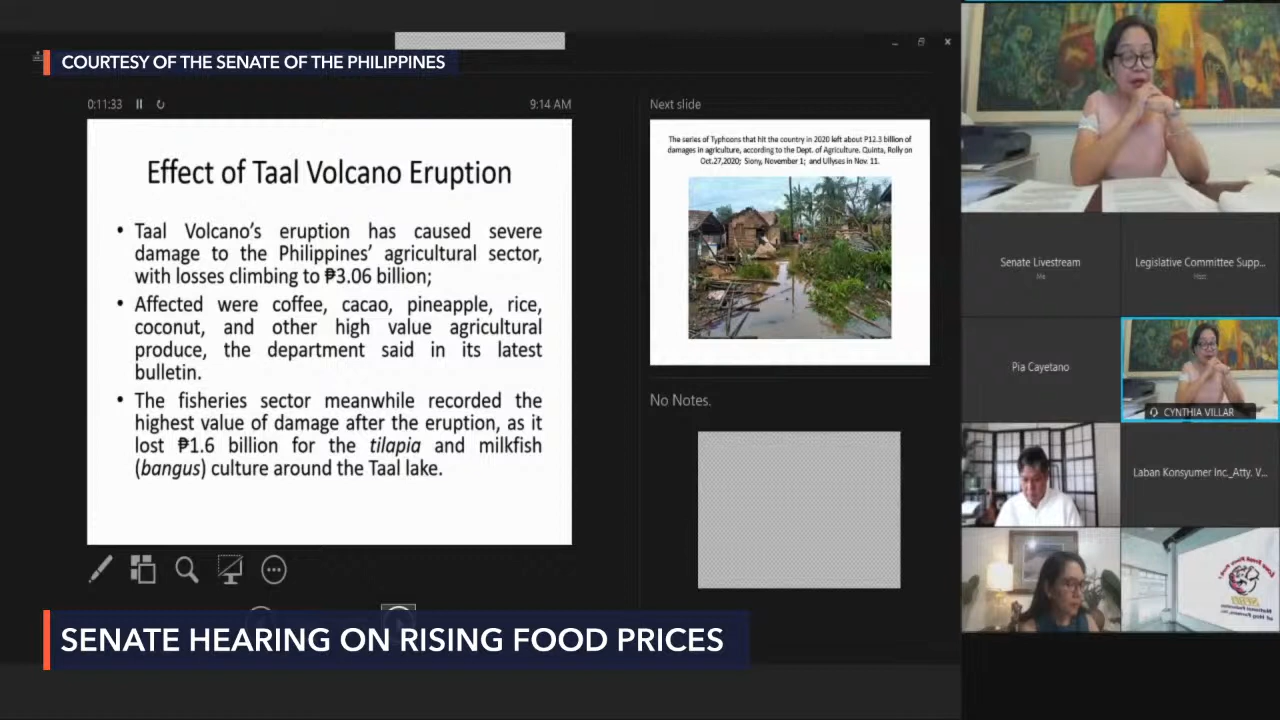 COURTESY OF THE SENATE OF THE PHILIPPINES
0:11:33
9:14 AM
Effect of Taal Volcano Eruption
• Taal Volcano's eruption has caused severe
damage to the Philippines' agricultural sector,
with losses climbing to ₱3.06 billion;
• Affected were coffee, cacao, pineapple, rice,
coconut, and other high value agricultural
produce, the department said in its latest
bulletin.
• The fisheries sector meanwhile recorded the
highest value of damage after the eruption, as it
lost ₱1.6 billion for the tilapia and milkfish
(bangus) culture around the Taal lake.
Next slide
The series of Typhoons that hit the country in 2020 left about P12.3 billion of
damages in agriculture, according to the Dept. of Agriculture. Quinta, Rolly on
Oct.27,2020; Siony, November 1; and Ullyses in Nov. 11.
No Notes.
SENATE HEARING ON RISING FOOD PRICES
Senate Livestream
Me
Legislative Committee Supp...
Host
Pia Cayetano
CYNTHIA VILLAR
Laban Konsyumer Inc._Atty. V...